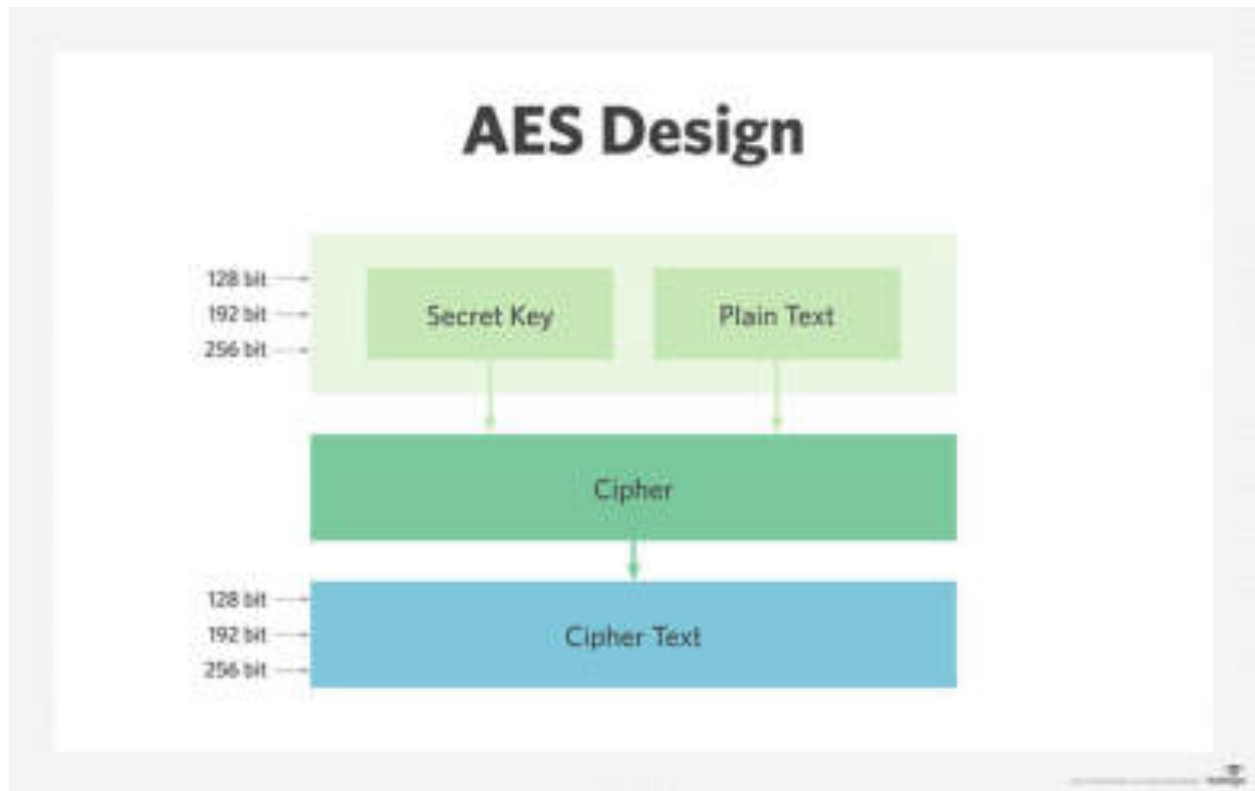 AES Design
128 bit
192 bit
256 bit
Secret Key
Plain Text
Cipher
128 bit
192 bit
256 bit
Cipher Text